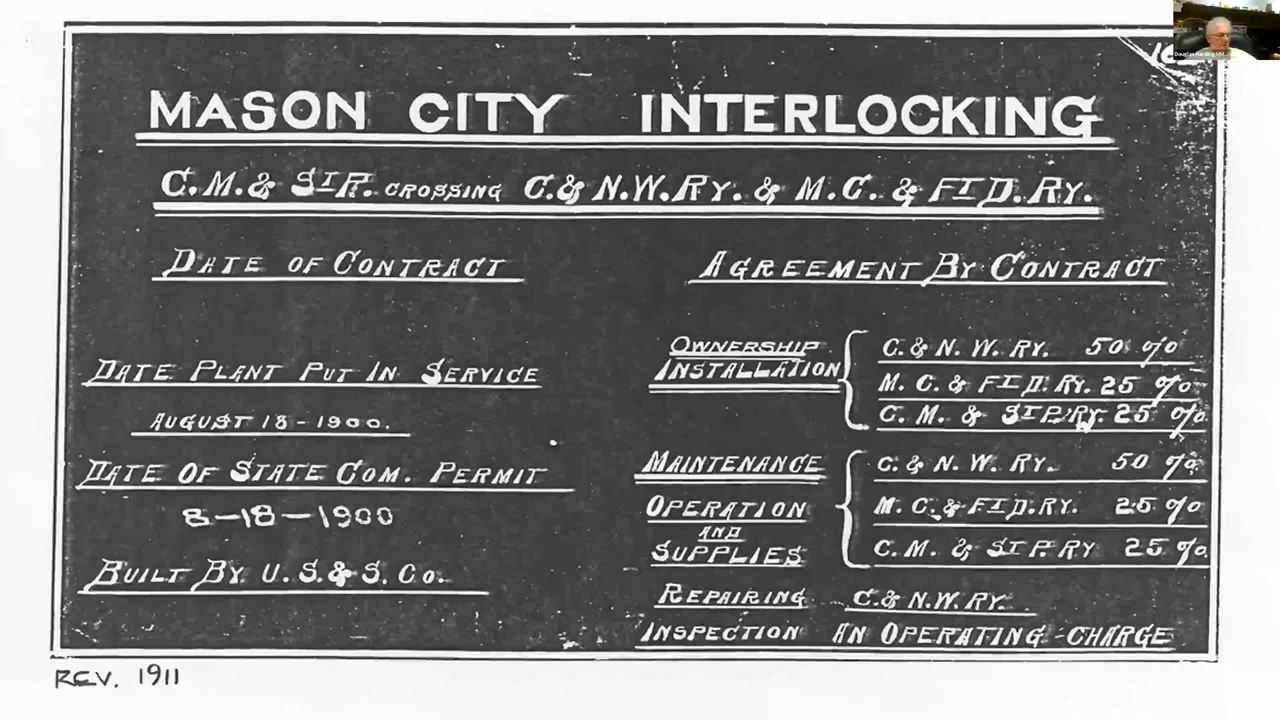 MASON CITY INTERLOCKING
C.M. & ST P. CROSSING C. & N.W.RY. & M.C. & FT D.RY.
DATE OF CONTRACT
AGREEMENT BY CONTRACT
DATE PLANT PUT IN SERVICE
AUGUST 18-1900.
DATE OF STATE COM. PERMIT
8-18-1900
BUILT BY U.S.& S.CO.
OWNERSHIP
INSTALLATION
C. & N. W. RY. 50 %
M. C. & FT D. RY. 25 %
C. M. & ST P. RY. 25 %
MAINTENANCE
OPERATION
AND
SUPPLIES
C. & N. W. RY. 50 %
M. C. & FT D. RY. 25 %
C. M. & ST P. RY 25 %
REPAIRING C. & N.W.RY.
INSPECTION AN OPERATING CHARGE
REV. 1911